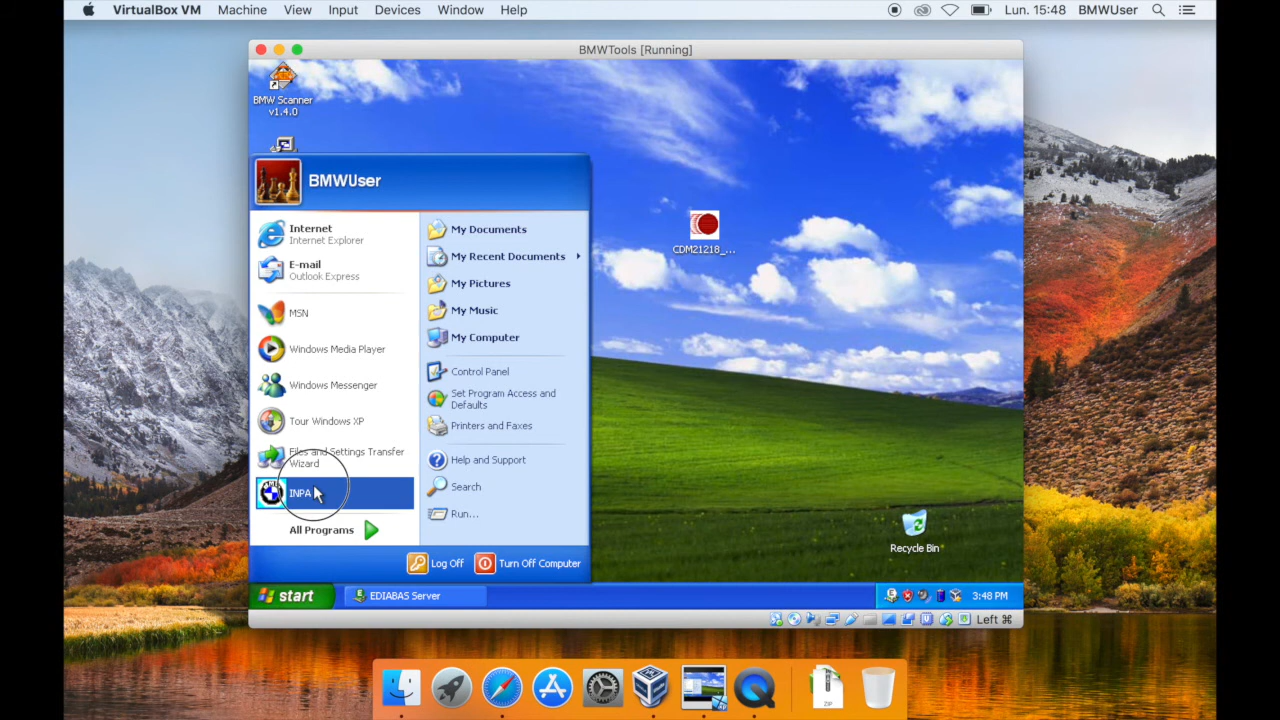 VirtualBox VM Machine View Input Devices Window Help Lun. 15:48 BMWUser
BMWTools [Running]
BMW Scanner
v1.4.0
BMWUser
Internet
Internet Explorer
E-mail
Outlook Express
MSN
Windows Media Player
Windows Messenger
Tour Windows XP
Files and Settings Transfer
Wizard
INPA
All Programs
My Documents
My Recent Documents
My Pictures
My Music
My Computer
Control Panel
Set Program Access and
Defaults
Printers and Faxes
Help and Support
Search
Run...
Log Off Turn Off Computer
CDM21218_...
Recycle Bin
start EDIABAS Server 3:48 PM
Left ⌘
ZIP